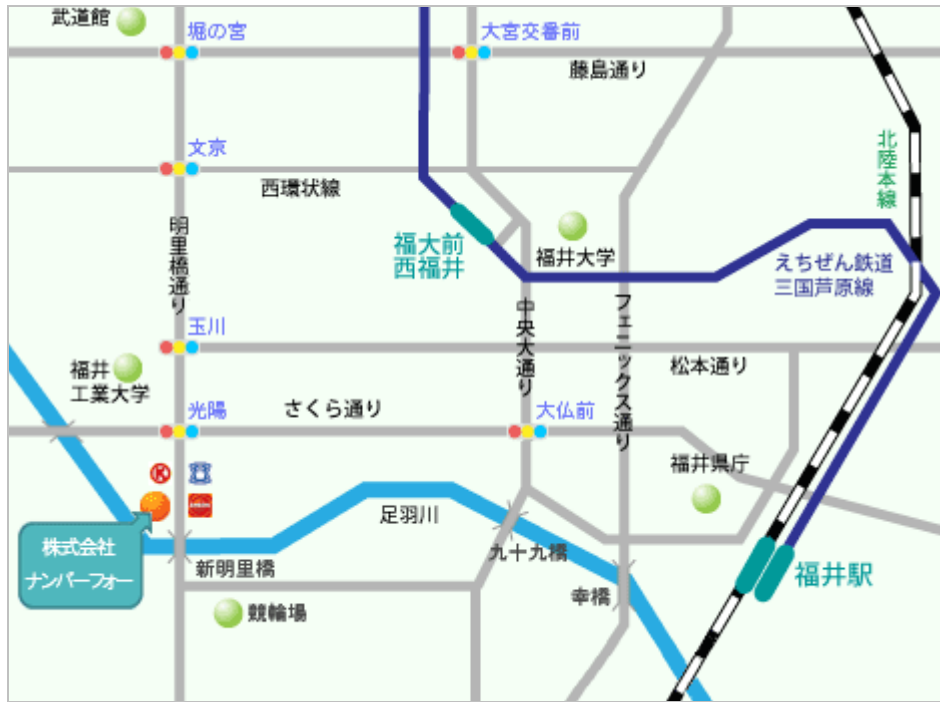 武道館
堀の宮
大宮交番前
藤島通り
文京
西環状線
北陸本線
明里橋通り
福大前
西福井
福井大学
えちぜん鉄道
三国芦原線
中央大通り
フェニックス通り
玉川
松本通り
福井
工業大学
光陽
さくら通り
大仏前
福井県庁
K
足羽川
株式会社
ナンバーフォー
新明里橋
九十九橋
福井駅
幸橋
競輪場